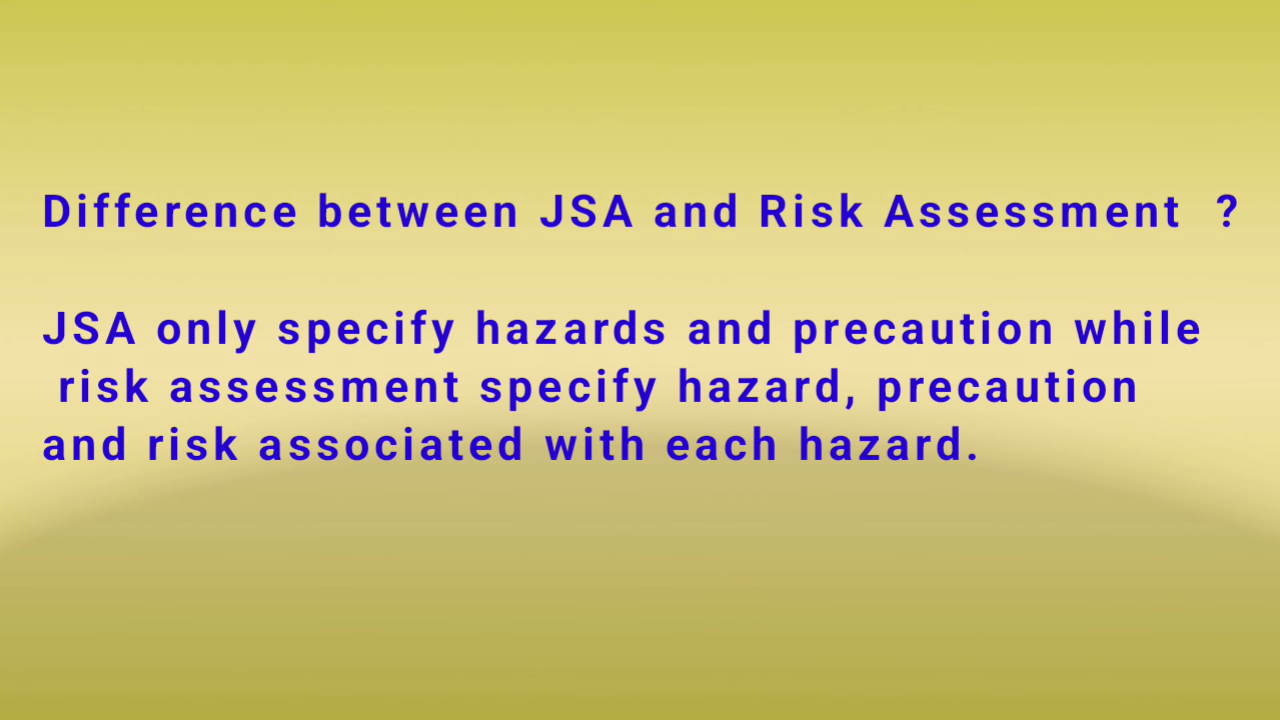 Difference between JSA and Risk Assessment ?
JSA only specify hazards and precaution while
risk assessment specify hazard, precaution
and risk associated with each hazard.